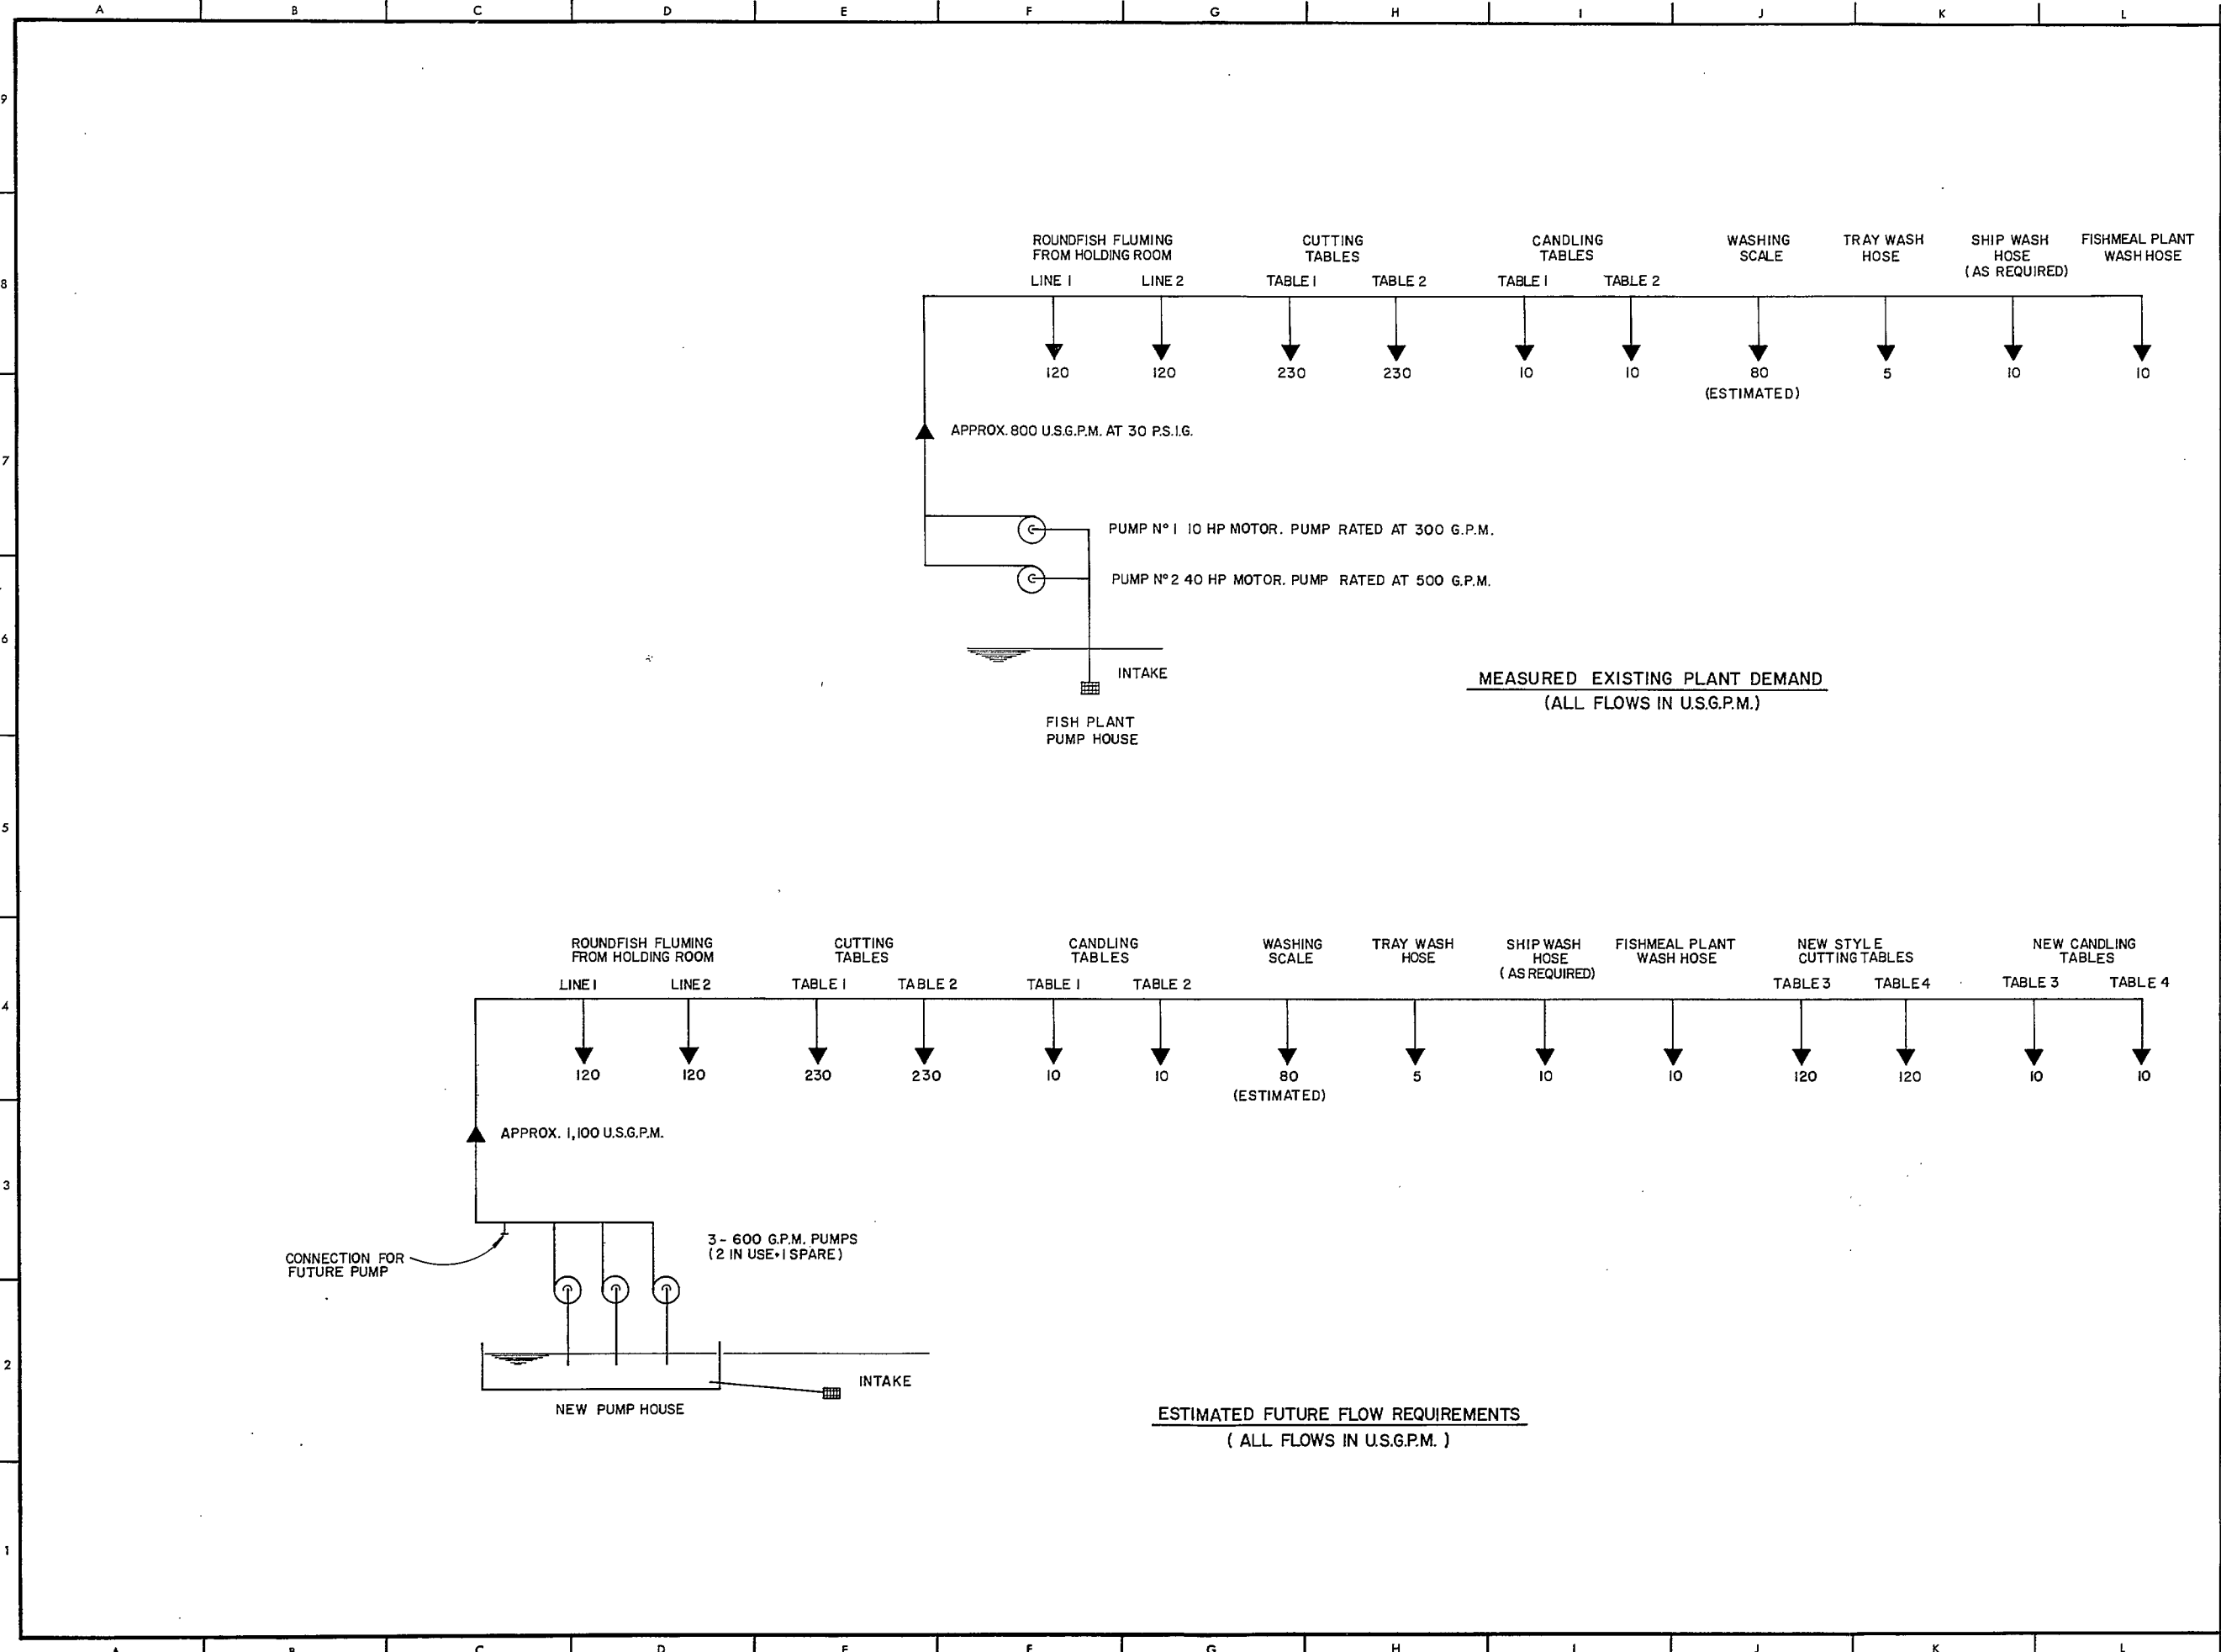 A B C D E F G H I J K L
9
ROUNDFISH FLUMING
FROM HOLDING ROOM
CUTTING
TABLES
CANDLING
TABLES
WASHING
SCALE
TRAY WASH
HOSE
SHIP WASH
HOSE
(AS REQUIRED)
FISHMEAL PLANT
WASH HOSE
8
LINE 1 LINE 2 TABLE 1 TABLE 2 TABLE 1 TABLE 2
120 120 230 230 10 10 80 5 10 10
(ESTIMATED)
APPROX. 800 U.S.G.P.M. AT 30 P.S.I.G.
7
PUMP Nº 1 10 HP MOTOR. PUMP RATED AT 300 G.P.M.
PUMP Nº 2 40 HP MOTOR. PUMP RATED AT 500 G.P.M.
6
INTAKE
FISH PLANT
PUMP HOUSE
MEASURED EXISTING PLANT DEMAND
(ALL FLOWS IN U.S.G.P.M.)
5
ROUNDFISH FLUMING
FROM HOLDING ROOM
CUTTING
TABLES
CANDLING
TABLES
WASHING
SCALE
TRAY WASH
HOSE
SHIP WASH
HOSE
(AS REQUIRED)
FISHMEAL PLANT
WASH HOSE
NEW STYLE
CUTTING TABLES
NEW CANDLING
TABLES
4
LINE 1 LINE 2 TABLE 1 TABLE 2 TABLE 1 TABLE 2 TABLE 3 TABLE 4 TABLE 3 TABLE 4
120 120 230 230 10 10 80 5 10 10 120 120 10 10
(ESTIMATED)
APPROX. 1,100 U.S.G.P.M.
3
3 - 600 G.P.M. PUMPS
(2 IN USE + 1 SPARE)
CONNECTION FOR
FUTURE PUMP
2
INTAKE
NEW PUMP HOUSE
ESTIMATED FUTURE FLOW REQUIREMENTS
( ALL FLOWS IN U.S.G.P.M. )
1
A B C D E F G H I J K L